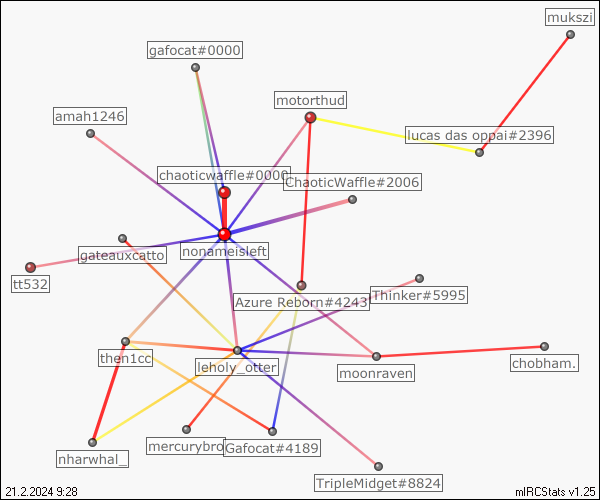 mukszi
gafocat#0000
motorthud
amah1246
lucas das oppai#2396
chaoticwaffle#0000
ChaoticWaffle#2006
nonameisleft
gateauxcatto
tt532
Azure Reborn#4243
Thinker#5995
then1cc
leholy_otter
moonraven
chobham.
mercurybro
Gafocat#4189
nharwhal_
TripleMidget#8824
21.2.2024 9:28
mIRCStats v1.25